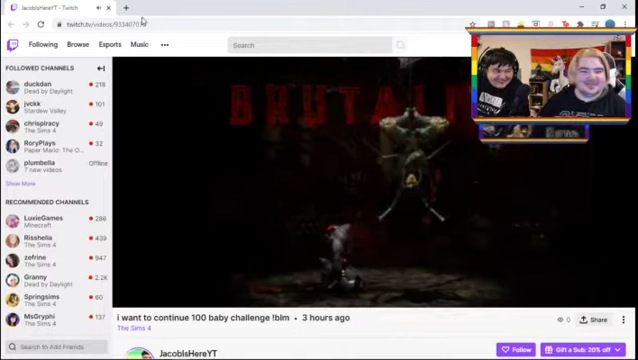 JacobIsHereYT - Twitch
twitch.tv/videos/9334070
Following Browse Esports Music
Search
FOLLOWED CHANNELS
duckdan 218
Dead by Daylight
jvckk 101
Stardew Valley
chrispiracy 49
The Sims 4
RoryPlays 32
Paper Mario: The O...
plumbella Offline
7 new videos
Show More
RECOMMENDED CHANNELS
LuxieGames 286
Minecraft
Risshella 439
The Sims 4
zefrine 947
Dead by Daylight
Granny 2.2K
The Sims 4
Springsims 60
The Sims 4
MsGryphi 137
The Sims 4
Search to Add Friends
i want to continue 100 baby challenge !blm • 3 hours ago
The Sims 4
0 Share
JacobIsHereYT
Follow Gift a Sub: 20% off